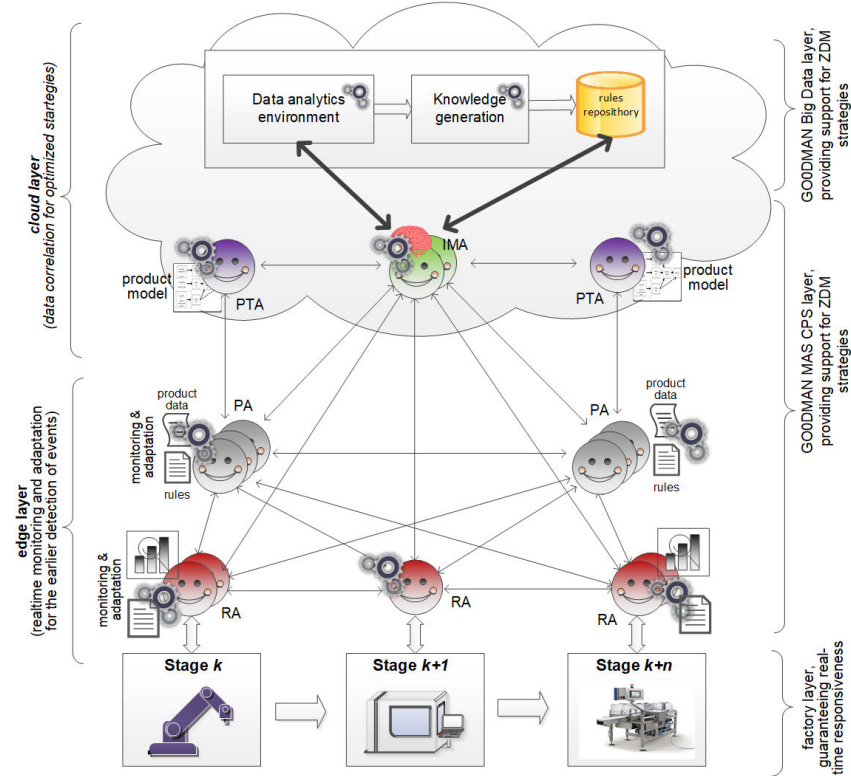 cloud layer
(data correlation for optimized startegies)
Data analytics
environment
Knowledge
generation
rules
reposithory
GO0DMAN Big Data layer,
providing support for ZDM
strategies
IMA
product
model
PTA
PTA
product
model
GO0DMAN MAS CPS layer,
providing support for ZDM
strategies
edge layer
(realtime monitoring and adaptation
for the earlier detection of events)
monitoring &
adaptation
product
data
PA
rules
PA
product
data
rules
monitoring &
adaptation
RA
RA
RA
Stage k
Stage k+1
Stage k+n
factory layer,
guaranteeing real-
time responsiveness